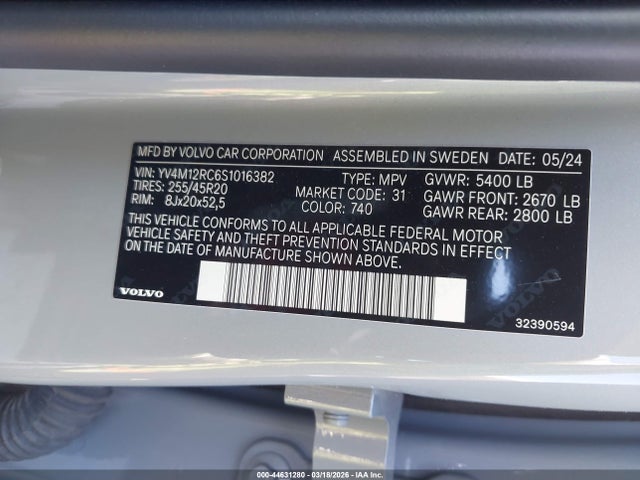 MFD BY VOLVO CAR CORPORATION ASSEMBLED IN SWEDEN DATE: 05/24
VIN: YV4M12RC6S1016382 TYPE: MPV GVWR: 5400 LB
TIRES: 255/45R20 MARKET CODE: 31 GAWR FRONT: 2670 LB
RIM: 8Jx20x52,5 COLOR: 740 GAWR REAR: 2800 LB
THIS VEHICLE CONFORMS TO ALL APPLICABLE FEDERAL MOTOR
VEHICLE SAFETY AND THEFT PREVENTION STANDARDS IN EFFECT
ON THE DATE OF MANUFACTURE SHOWN ABOVE.
VOLVO
32390594
000-44631280 - 03/18/2026 - IAA Inc.